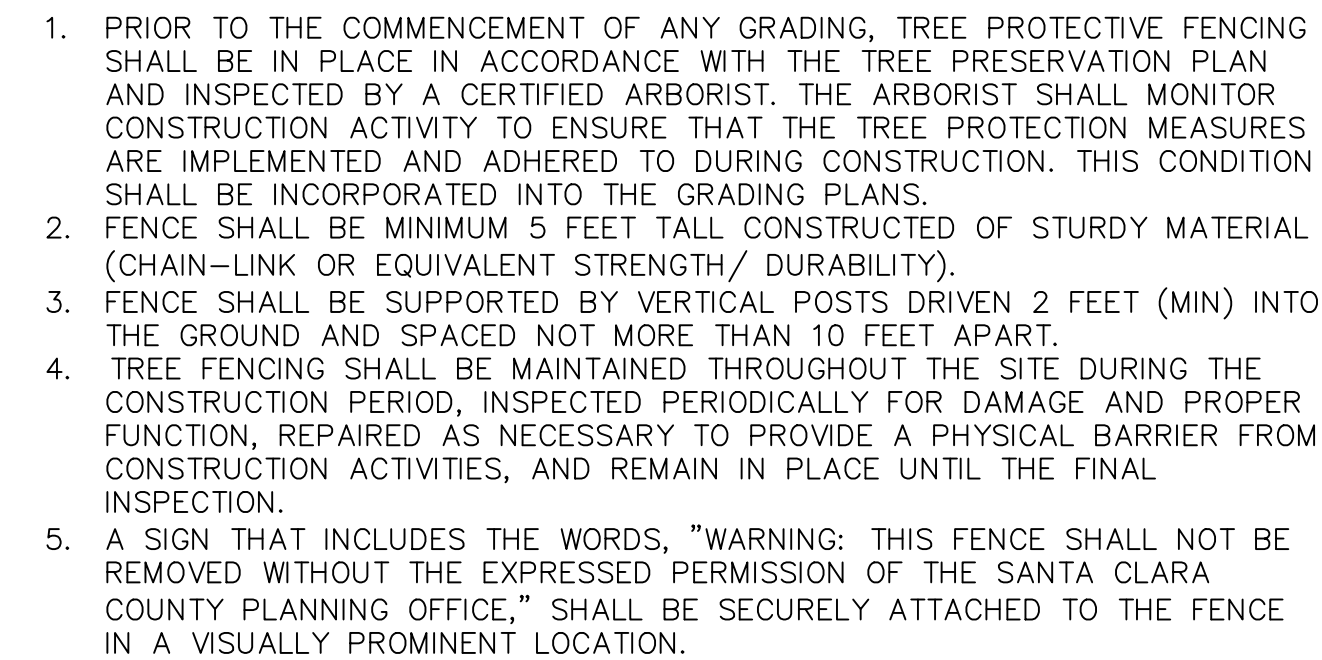 1. PRIOR TO THE COMMENCEMENT OF ANY GRADING, TREE PROTECTIVE FENCING
SHALL BE IN PLACE IN ACCORDANCE WITH THE TREE PRESERVATION PLAN
AND INSPECTED BY A CERTIFIED ARBORIST. THE ARBORIST SHALL MONITOR
CONSTRUCTION ACTIVITY TO ENSURE THAT THE TREE PROTECTION MEASURES
ARE IMPLEMENTED AND ADHERED TO DURING CONSTRUCTION. THIS CONDITION
SHALL BE INCORPORATED INTO THE GRADING PLANS.
2. FENCE SHALL BE MINIMUM 5 FEET TALL CONSTRUCTED OF STURDY MATERIAL
(CHAIN–LINK OR EQUIVALENT STRENGTH/ DURABILITY).
3. FENCE SHALL BE SUPPORTED BY VERTICAL POSTS DRIVEN 2 FEET (MIN) INTO
THE GROUND AND SPACED NOT MORE THAN 10 FEET APART.
4. TREE FENCING SHALL BE MAINTAINED THROUGHOUT THE SITE DURING THE
CONSTRUCTION PERIOD, INSPECTED PERIODICALLY FOR DAMAGE AND PROPER
FUNCTION, REPAIRED AS NECESSARY TO PROVIDE A PHYSICAL BARRIER FROM
CONSTRUCTION ACTIVITIES, AND REMAIN IN PLACE UNTIL THE FINAL
INSPECTION.
5. A SIGN THAT INCLUDES THE WORDS, ”WARNING: THIS FENCE SHALL NOT BE
REMOVED WITHOUT THE EXPRESSED PERMISSION OF THE SANTA CLARA
COUNTY PLANNING OFFICE,” SHALL BE SECURELY ATTACHED TO THE FENCE
IN A VISUALLY PROMINENT LOCATION.